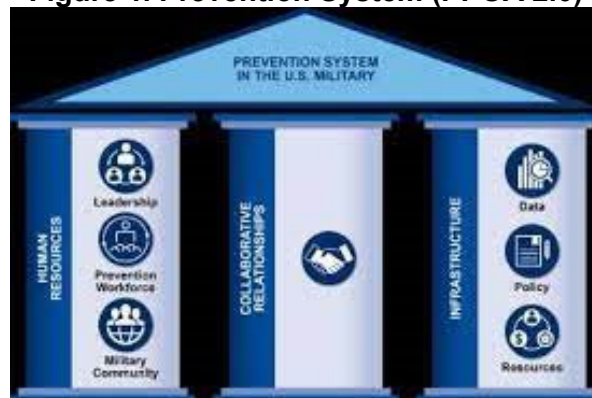 PREVENTION SYSTEM
IN THE U.S. MILITARY
HUMAN
RESOURCES
Leadership
Prevention
Workforce
Military
Community
COLLABORATIVE
RELATIONSHIPS
INFRASTRUCTURE
Data
Policy
Resources